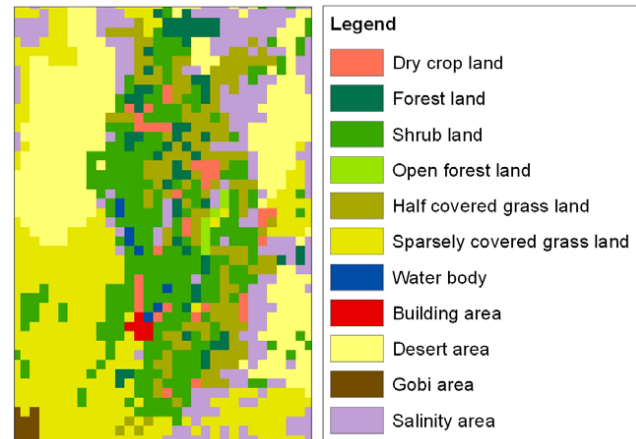 Legend
Dry crop land
Forest land
Shrub land
Open forest land
Half covered grass land
Sparsely covered grass land
Water body
Building area
Desert area
Gobi area
Salinity area